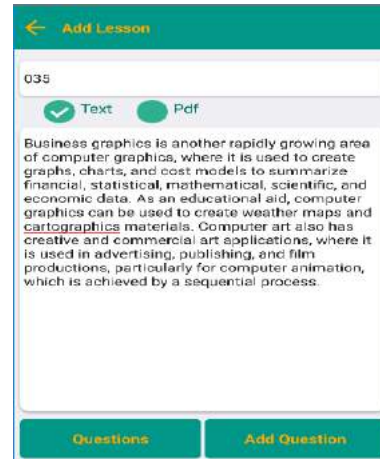 Add Lesson
035
Text Pdf
Business graphics is another rapidly growing area
of computer graphics, where it is used to create
graphs, charts, and cost models to summarize
financial, statistical, mathematical, scientific, and
economic data. As an educational aid, computer
graphics can be used to create weather maps and
cartographics materials. Computer art also has
creative and commercial art applications, where it
is used in advertising, publishing, and film
productions, particularly for computer animation,
which is achieved by a sequential process.
Questions Add Question